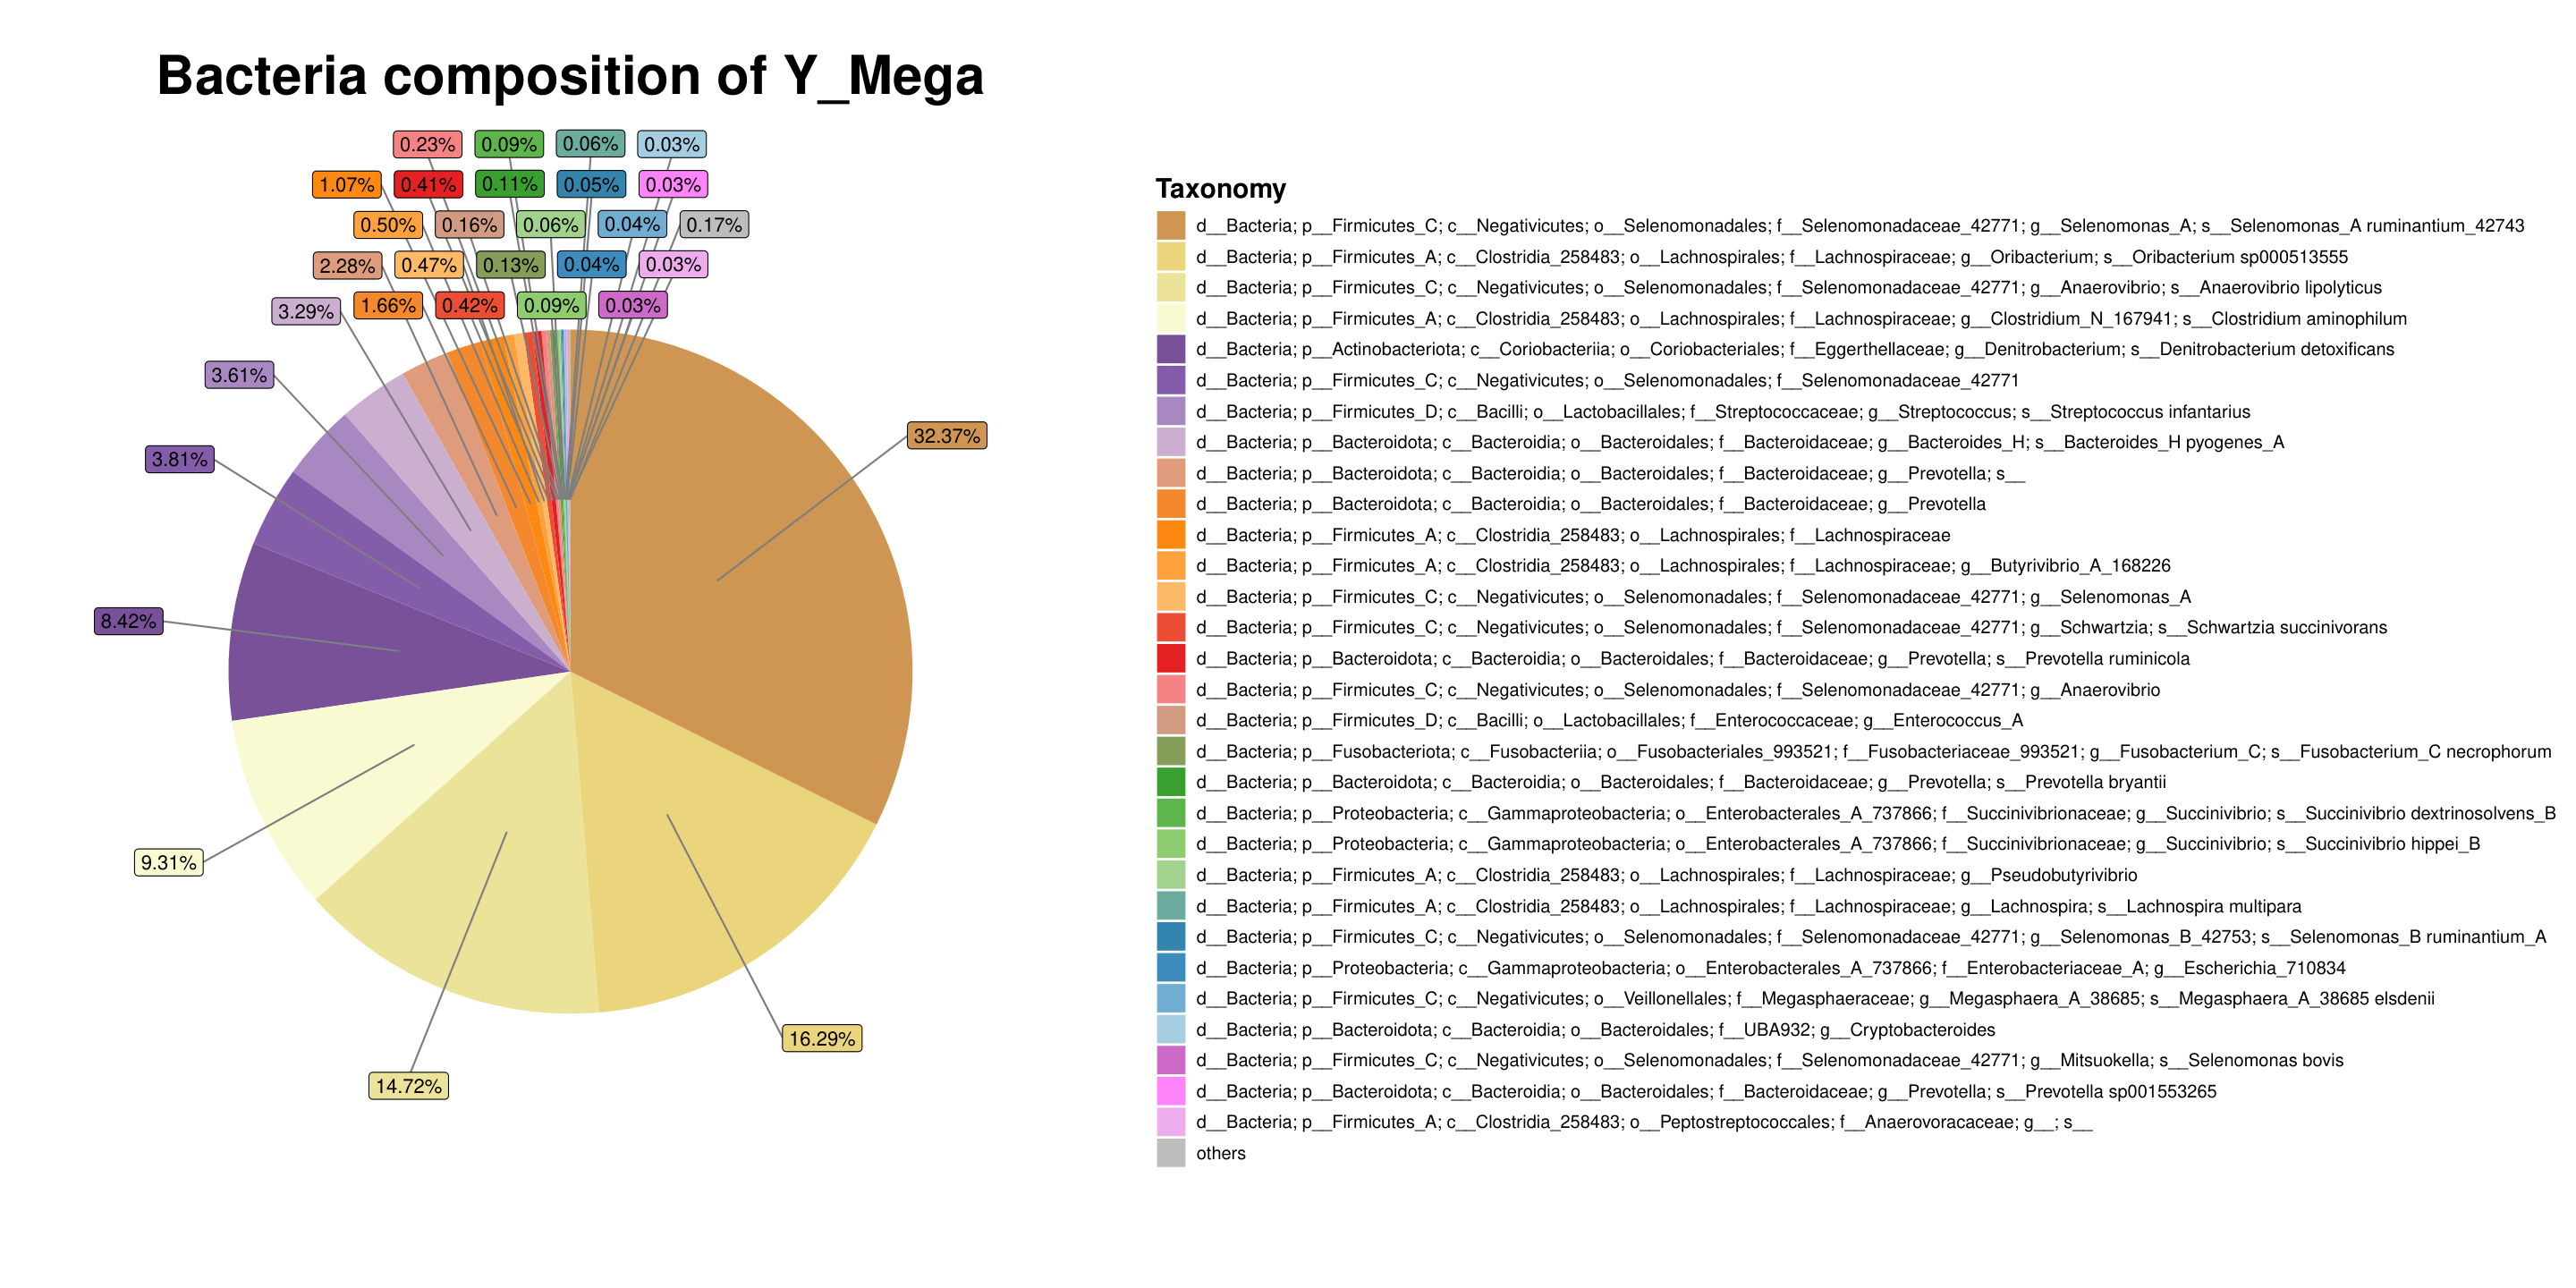 Bacteria composition of Y_Mega
0.23% 0.09% 0.06% 0.03%
1.07% 0.41% 0.11% 0.05% 0.03%
0.50% 0.16% 0.06% 0.04% 0.17%
2.28% 0.47% 0.13% 0.04% 0.03%
3.29% 1.66% 0.42% 0.09% 0.03%
3.61%
32.37%
3.81%
8.42%
9.31%
16.29%
14.72%
Taxonomy
d__Bacteria; p__Firmicutes_C; c__Negativicutes; o__Selenomonadales; f__Selenomonadaceae_42771; g__Selenomonas_A; s__Selenomonas_A ruminantium_42743
d__Bacteria; p__Firmicutes_A; c__Clostridia_258483; o__Lachnospirales; f__Lachnospiraceae; g__Oribacterium; s__Oribacterium sp000513555
d__Bacteria; p__Firmicutes_C; c__Negativicutes; o__Selenomonadales; f__Selenomonadaceae_42771; g__Anaerovibrio; s__Anaerovibrio lipolyticus
d__Bacteria; p__Firmicutes_A; c__Clostridia_258483; o__Lachnospirales; f__Lachnospiraceae; g__Clostridium_N_167941; s__Clostridium aminophilum
d__Bacteria; p__Actinobacteriota; c__Coriobacteriia; o__Coriobacteriales; f__Eggerthellaceae; g__Denitrobacterium; s__Denitrobacterium detoxificans
d__Bacteria; p__Firmicutes_C; c__Negativicutes; o__Selenomonadales; f__Selenomonadaceae_42771
d__Bacteria; p__Firmicutes_D; c__Bacilli; o__Lactobacillales; f__Streptococcaceae; g__Streptococcus; s__Streptococcus infantarius
d__Bacteria; p__Bacteroidota; c__Bacteroidia; o__Bacteroidales; f__Bacteroidaceae; g__Bacteroides_H; s__Bacteroides_H pyogenes_A
d__Bacteria; p__Bacteroidota; c__Bacteroidia; o__Bacteroidales; f__Bacteroidaceae; g__Prevotella; s__
d__Bacteria; p__Bacteroidota; c__Bacteroidia; o__Bacteroidales; f__Bacteroidaceae; g__Prevotella
d__Bacteria; p__Firmicutes_A; c__Clostridia_258483; o__Lachnospirales; f__Lachnospiraceae
d__Bacteria; p__Firmicutes_A; c__Clostridia_258483; o__Lachnospirales; f__Lachnospiraceae; g__Butyrivibrio_A_168226
d__Bacteria; p__Firmicutes_C; c__Negativicutes; o__Selenomonadales; f__Selenomonadaceae_42771; g__Selenomonas_A
d__Bacteria; p__Firmicutes_C; c__Negativicutes; o__Selenomonadales; f__Selenomonadaceae_42771; g__Schwartzia; s__Schwartzia succinivorans
d__Bacteria; p__Bacteroidota; c__Bacteroidia; o__Bacteroidales; f__Bacteroidaceae; g__Prevotella; s__Prevotella ruminicola
d__Bacteria; p__Firmicutes_C; c__Negativicutes; o__Selenomonadales; f__Selenomonadaceae_42771; g__Anaerovibrio
d__Bacteria; p__Firmicutes_D; c__Bacilli; o__Lactobacillales; f__Enterococcaceae; g__Enterococcus_A
d__Bacteria; p__Fusobacteriota; c__Fusobacteriia; o__Fusobacteriales_993521; f__Fusobacteriaceae_993521; g__Fusobacterium_C; s__Fusobacterium_C necrophorum
d__Bacteria; p__Bacteroidota; c__Bacteroidia; o__Bacteroidales; f__Bacteroidaceae; g__Prevotella; s__Prevotella bryantii
d__Bacteria; p__Proteobacteria; c__Gammaproteobacteria; o__Enterobacterales_A_737866; f__Succinivibrionaceae; g__Succinivibrio; s__Succinivibrio dextrinosolvens_B
d__Bacteria; p__Proteobacteria; c__Gammaproteobacteria; o__Enterobacterales_A_737866; f__Succinivibrionaceae; g__Succinivibrio; s__Succinivibrio hippei_B
d__Bacteria; p__Firmicutes_A; c__Clostridia_258483; o__Lachnospirales; f__Lachnospiraceae; g__Pseudobutyrivibrio
d__Bacteria; p__Firmicutes_A; c__Clostridia_258483; o__Lachnospirales; f__Lachnospiraceae; g__Lachnospira; s__Lachnospira multipara
d__Bacteria; p__Firmicutes_C; c__Negativicutes; o__Selenomonadales; f__Selenomonadaceae_42771; g__Selenomonas_B_42753; s__Selenomonas_B ruminantium_A
d__Bacteria; p__Proteobacteria; c__Gammaproteobacteria; o__Enterobacterales_A_737866; f__Enterobacteriaceae_A; g__Escherichia_710834
d__Bacteria; p__Firmicutes_C; c__Negativicutes; o__Veillonellales; f__Megasphaeraceae; g__Megasphaera_A_38685; s__Megasphaera_A_38685 elsdenii
d__Bacteria; p__Bacteroidota; c__Bacteroidia; o__Bacteroidales; f__UBA932; g__Cryptobacteroides
d__Bacteria; p__Firmicutes_C; c__Negativicutes; o__Selenomonadales; f__Selenomonadaceae_42771; g__Mitsuokella; s__Selenomonas bovis
d__Bacteria; p__Bacteroidota; c__Bacteroidia; o__Bacteroidales; f__Bacteroidaceae; g__Prevotella; s__Prevotella sp001553265
d__Bacteria; p__Firmicutes_A; c__Clostridia_258483; o__Peptostreptococcales; f__Anaerovoracaceae; g__; s__
others